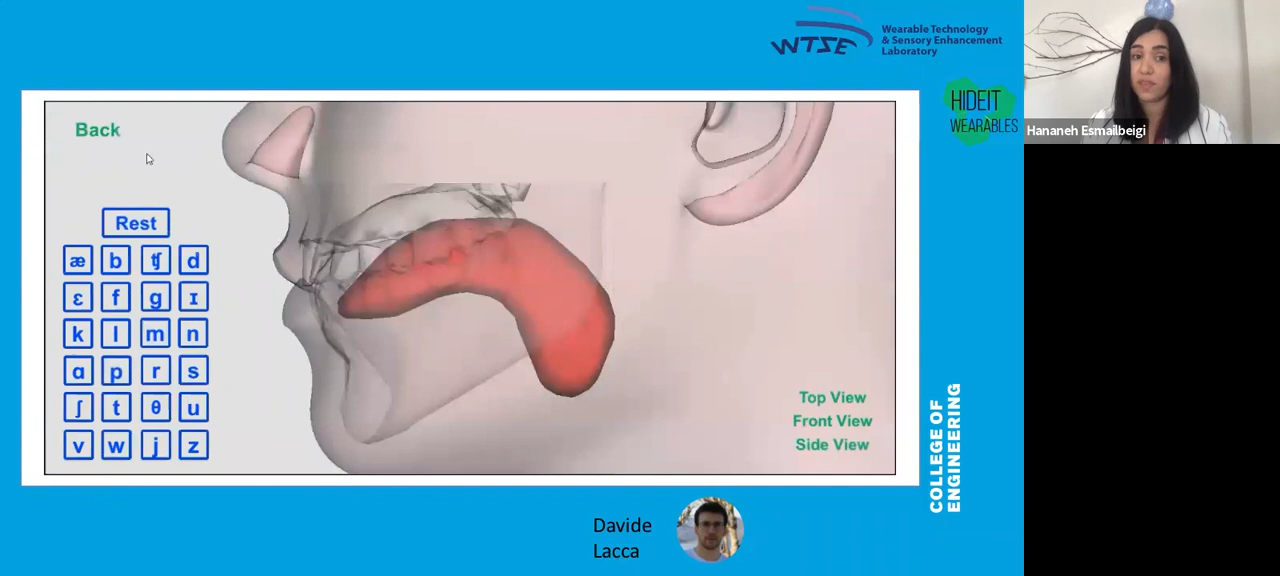 WTSE
Wearable Technology
& Sensory Enhancement
Laboratory
HIDEIT
WEARABLES
Hananeh Esmailbeigi
Back
Rest
æ b ʧ d
ɛ f g ɪ
k l m n
ɑ p r s
ʃ t θ u
v w j z
Top View
Front View
Side View
COLLEGE OF
ENGINEERING
Davide
Lacca